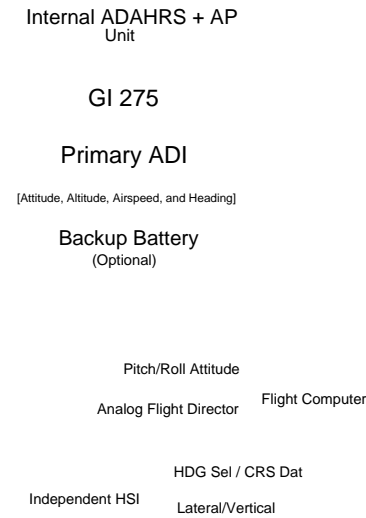 Internal ADAHRS + AP
Unit
GI 275
Primary ADI
[Attitude, Altitude, Airspeed, and Heading]
Backup Battery
(Optional)
Pitch/Roll Attitude
Analog Flight Director
Flight Computer
HDG Sel / CRS Dat
Independent HSI
Lateral/Vertical